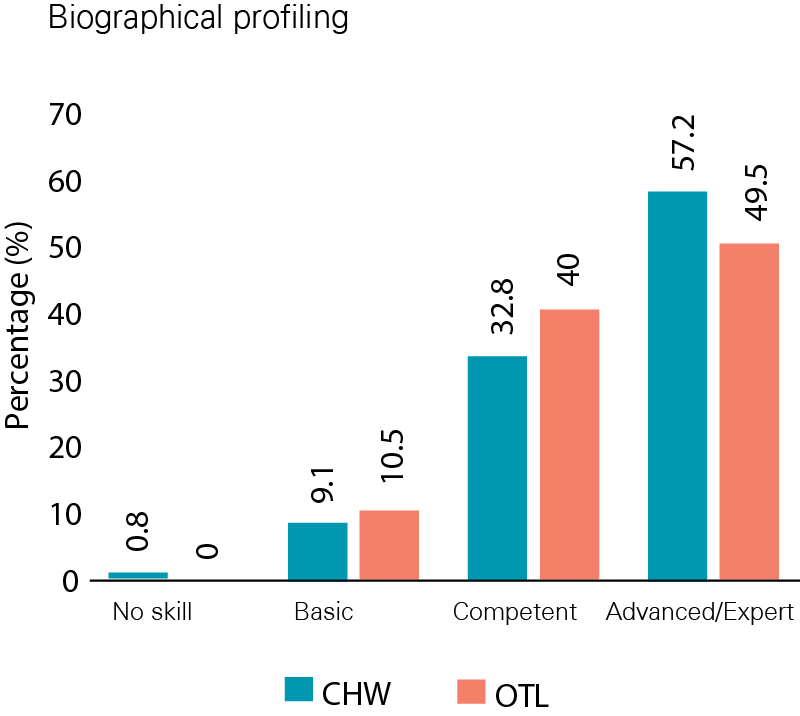 Biographical profiling
Percentage (%)
70
60
50
40
30
20
10
0
0.8
0
9.1
10.5
32.8
40
57.2
49.5
No skill
Basic
Competent
Advanced/Expert
CHW
OTL